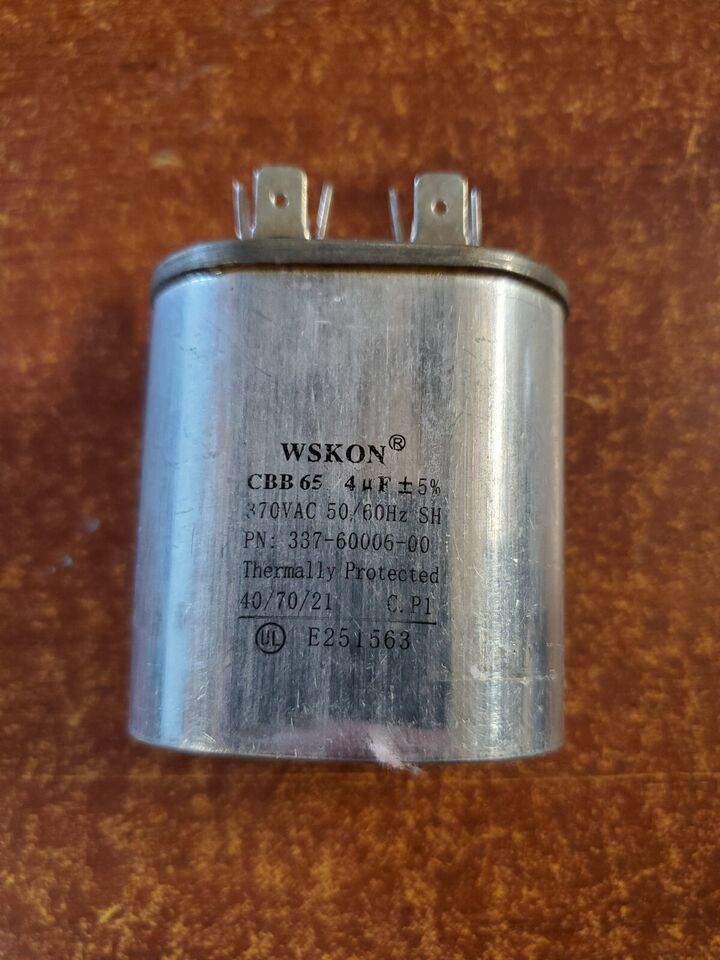 WSKON®
CBB 65 4μF ±5%
370VAC 50/60Hz SH
PN: 337-60006-00
Thermally Protected
40/70/21 C.P1
UL E251563